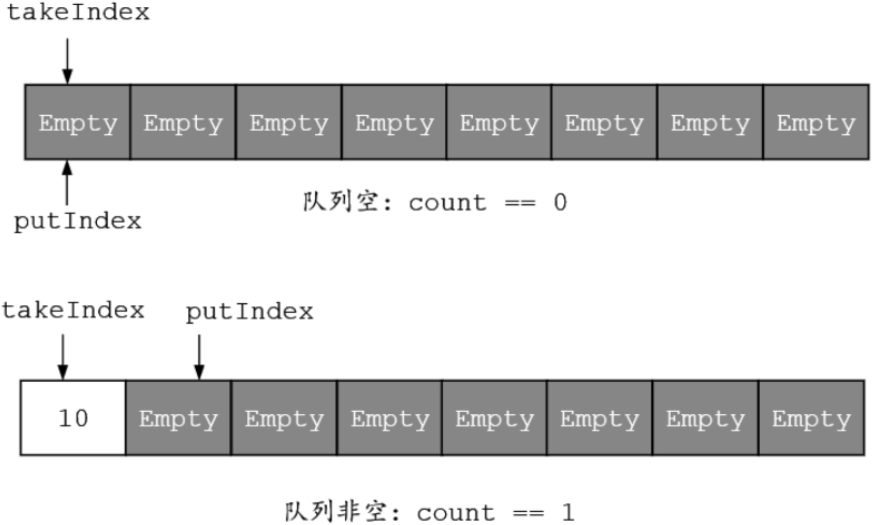 takeIndex
Empty Empty Empty Empty Empty Empty Empty Empty
putIndex
队列空：count == 0
takeIndex putIndex
10 Empty Empty Empty Empty Empty Empty Empty
队列非空：count == 1